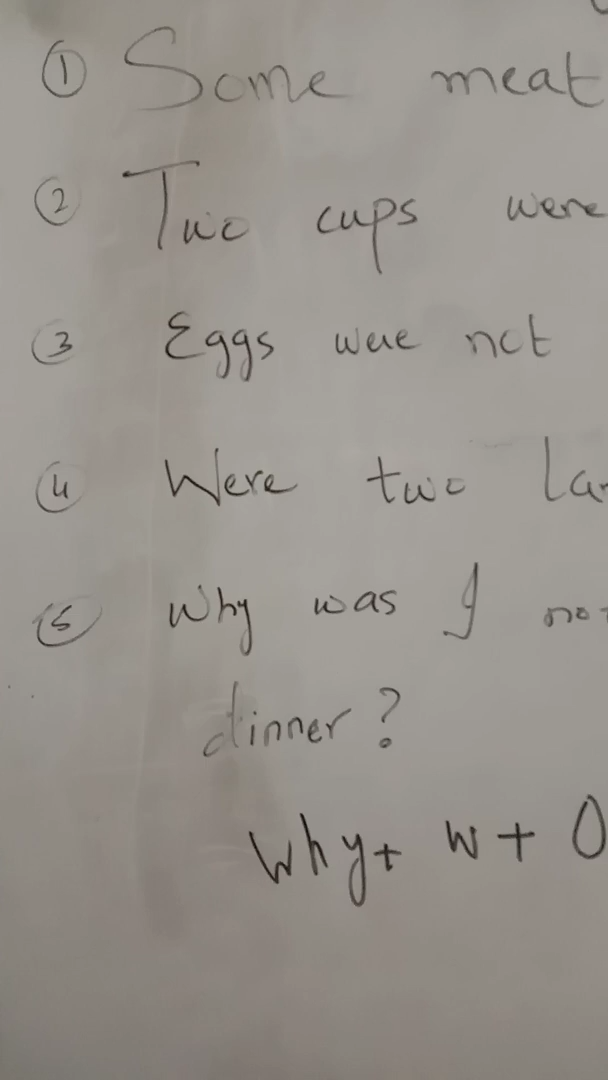 ① Some meat
② Two cups were
③ Eggs were not
④ Were two
⑤ Why was I
dinner?
Why + w + O